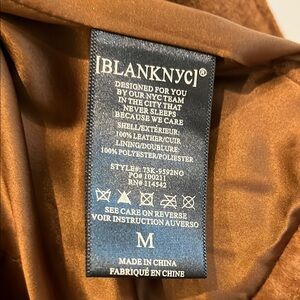 [BLANKNYC]®
DESIGNED FOR YOU
BY OUR NYC TEAM
IN THE CITY THAT
NEVER SLEEPS
BECAUSE WE CARE
SHELL/EXTÉRIEUR:
100% LEATHER/CUIR
LINING/DOUBLURE:
100% POLYESTER/POLIESTER
STYLE#: 73K-9592NO
PO# 100211
RN# 114542
SEE CARE ON REVERSE
VOIR INSTRUCTION AUVERSO
M
MADE IN CHINA
FABRIQUÉ EN CHINE